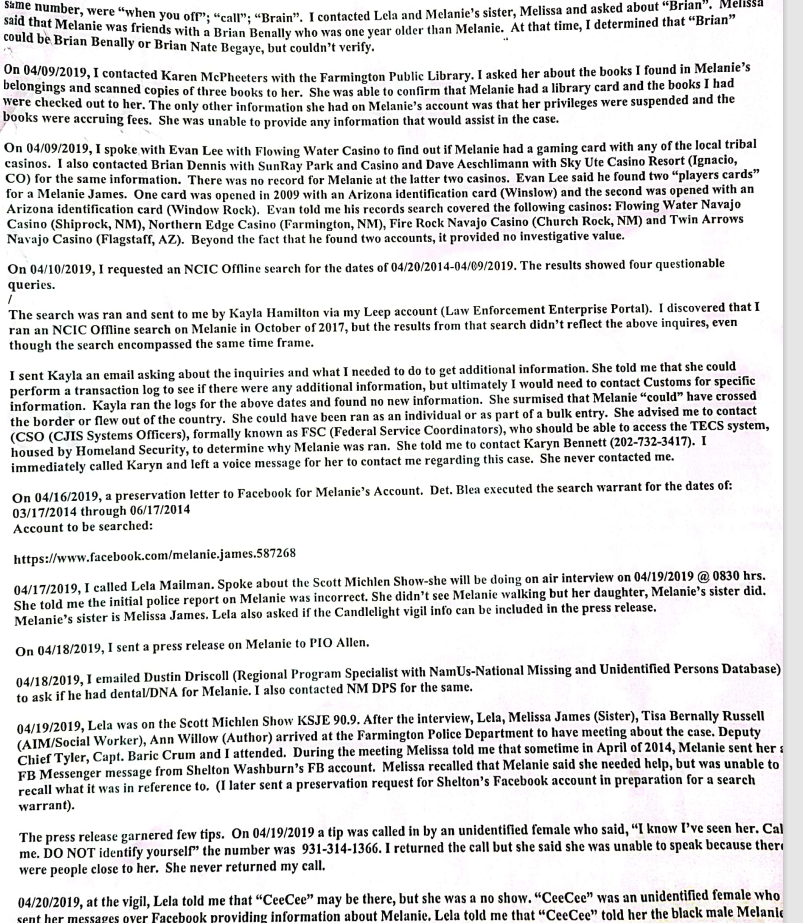 same number, were “when you off”; “call”; “Brain”.  I contacted Lela and Melanie’s sister, Melissa and asked about “Brian”.  Melissa
said that Melanie was friends with a Brian Benally who was one year older than Melanie.  At that time, I determined that “Brian”
could be Brian Benally or Brian Nate Begaye, but couldn’t verify.
On 04/09/2019, I contacted Karen McPheeters with the Farmington Public Library. I asked her about the books I found in Melanie’s
belongings and scanned copies of three books to her. She was able to confirm that Melanie had a library card and the books I had
were checked out to her. The only other information she had on Melanie’s account was that her privileges were suspended and the
books were accruing fees. She was unable to provide any information that would assist in the case.
On 04/09/2019, I spoke with Evan Lee with Flowing Water Casino to find out if Melanie had a gaming card with any of the local tribal
casinos. I also contacted Brian Dennis with SunRay Park and Casino and Dave Aeschlimann with Sky Ute Casino Resort (Ignacio,
CO) for the same information. There was no record for Melanie at the latter two casinos. Evan Lee said he found two “players cards”
for a Melanie James. One card was opened in 2009 with an Arizona identification card (Winslow) and the second was opened with an
Arizona identification card (Window Rock). Evan told me his records search covered the following casinos: Flowing Water Navajo
Casino (Shiprock, NM), Northern Edge Casino (Farmington, NM), Fire Rock Navajo Casino (Church Rock, NM) and Twin Arrows
Navajo Casino (Flagstaff, AZ). Beyond the fact that he found two accounts, it provided no investigative value.
On 04/10/2019, I requested an NCIC Offline search for the dates of 04/20/2014-04/09/2019. The results showed four questionable
queries.
/
The search was ran and sent to me by Kayla Hamilton via my Leep account (Law Enforcement Enterprise Portal). I discovered that I
ran an NCIC Offline search on Melanie in October of 2017, but the results from that search didn’t reflect the above inquires, even
though the search encompassed the same time frame.
I sent Kayla an email asking about the inquiries and what I needed to do to get additional information. She told me that she could
perform a transaction log to see if there were any additional information, but ultimately I would need to contact Customs for specific
information. Kayla ran the logs for the above dates and found no new information. She surmised that Melanie “could” have crossed
the border or flew out of the country. She could have been ran as an individual or as part of a bulk entry. She advised me to contact
(CSO (CJIS Systems Officers), formally known as FSC (Federal Service Coordinators), who should be able to access the TECS system,
housed by Homeland Security, to determine why Melanie was ran. She told me to contact Karyn Bennett (202-732-3417). I
immediately called Karyn and left a voice message for her to contact me regarding this case. She never contacted me.
On 04/16/2019, a preservation letter to Facebook for Melanie’s Account. Det. Blea executed the search warrant for the dates of:
03/17/2014 through 06/17/2014
Account to be searched:
https://www.facebook.com/melanie.james.587268
04/17/2019, I called Lela Mailman. Spoke about the Scott Michlen Show-she will be doing on air interview on 04/19/2019 @ 0830 hrs.
She told me the initial police report on Melanie was incorrect. She didn’t see Melanie walking but her daughter, Melanie’s sister did.
Melanie’s sister is Melissa James. Lela also asked if the Candlelight vigil info can be included in the press release.
On 04/18/2019, I sent a press release on Melanie to PIO Allen.
04/18/2019, I emailed Dustin Driscoll (Regional Program Specialist with NamUs-National Missing and Unidentified Persons Database)
to ask if he had dental/DNA for Melanie. I also contacted NM DPS for the same.
04/19/2019, Lela was on the Scott Michlen Show KSJE 90.9. After the interview, Lela, Melissa James (Sister), Tisa Bernally Russell
(AIM/Social Worker), Ann Willow (Author) arrived at the Farmington Police Department to have meeting about the case. Deputy
Chief Tyler, Capt. Baric Crum and I attended. During the meeting Melissa told me that sometime in April of 2014, Melanie sent her a
FB Messenger message from Shelton Washburn’s FB account. Melissa recalled that Melanie said she needed help, but was unable to
recall what it was in reference to. (I later sent a preservation request for Shelton’s Facebook account in preparation for a search
warrant).
The press release garnered few tips. On 04/19/2019 a tip was called in by an unidentified female who said, “I know I’ve seen her. Cal
me. DO NOT identify yourself” the number was 931-314-1366. I returned the call but she said she was unable to speak because there
were people close to her. She never returned my call.
04/20/2019, at the vigil, Lela told me that “CeeCee” may be there, but she was a no show. “CeeCee” was an unidentified female who
sent her messages over Facebook providing information about Melanie. Lela told me that “CeeCee” told her the black male Melanie